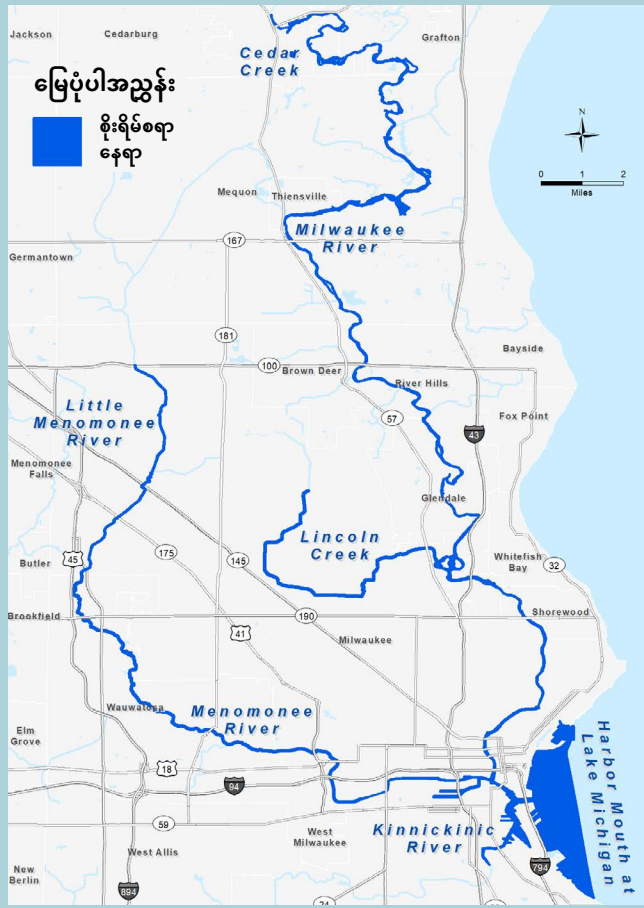 Jackson
Cedarburg
Grafton
Cedar
Creek
မြေပုံပါအညွှန်း
စိုးရိမ်စရာ
နေရာ
N
0 1 2
Miles
Mequon
Thiensville
Milwaukee
River
167
Germantown
181
Bayside
100
Brown Deer
River Hills
Little
Menomonee
River
57
Fox Point
43
Menomonee
Falls
Glendale
Lincoln
Creek
175
45
145
Butler
Whitefish
Bay
32
Brookfield
190
Shorewood
41
Milwaukee
Wauwatosa
Menomonee
River
Elm
Grove
Harbor Mouth at
Lake Michigan
18
94
59
West
Milwaukee
Kinnickinic
River
West Allis
794
New
Berlin
894
24